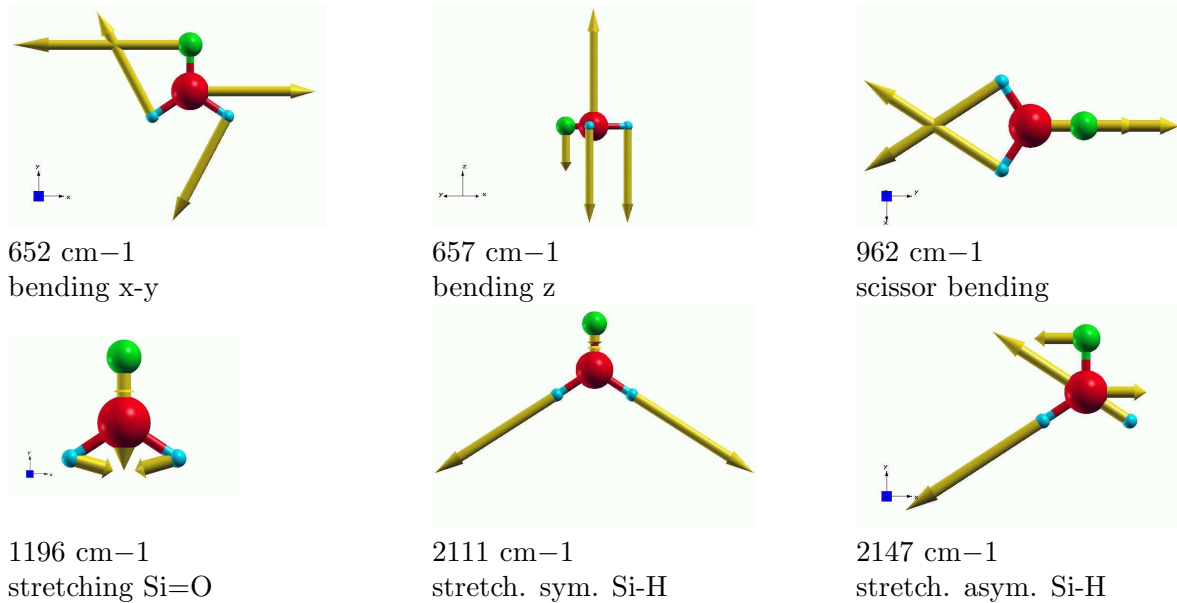 y
x
z
y
x
y
x
652 cm−1
bending x-y
657 cm−1
bending z
962 cm−1
scissor bending
y
x
y
x
1196 cm−1
stretching Si=O
2111 cm−1
stretch. sym. Si-H
2147 cm−1
stretch. asym. Si-H